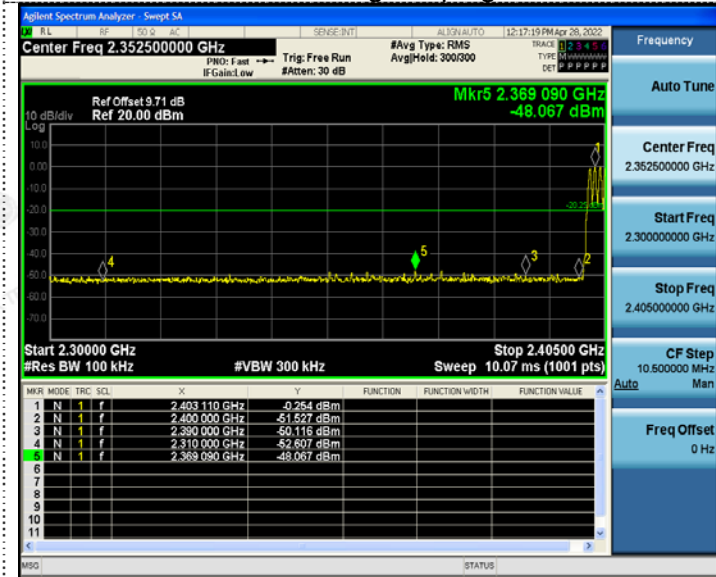 Agilent Spectrum Analyzer - Swept SA
RL RF 50 Ω AC SENSE:INT ALIGN AUTO 12:17:19 PM Apr 28, 2022
Center Freq 2.352500000 GHz
PNO: Fast
IFGain:Low
Trig: Free Run
#Atten: 30 dB
#Avg Type: RMS
Avg|Hold: 300/300
TRACE 1 2 3 4 5 6
TYPE M
DET P P P P P P
Frequency
Auto Tune
Center Freq
2.352500000 GHz
Start Freq
2.300000000 GHz
Stop Freq
2.405000000 GHz
CF Step
10.500000 MHz
Auto Man
Freq Offset
0 Hz
Mkr5 2.369 090 GHz
-48.067 dBm
Ref Offset 9.71 dB
10 dB/div Ref 20.00 dBm
Log
10.0
0.00
-10.0
-20.0
-30.0
-40.0
-50.0
-60.0
-70.0
1
4
5
3
2
Start 2.30000 GHz Stop 2.40500 GHz
#Res BW 100 kHz #VBW 300 kHz Sweep 10.07 ms (1001 pts)
MKR MODE TRC SCL X Y FUNCTION FUNCTION WIDTH FUNCTION VALUE
1 N 1 f 2.403 110 GHz -0.254 dBm
2 N 1 f 2.400 000 GHz -51.527 dBm
3 N 1 f 2.390 000 GHz -50.116 dBm
4 N 1 f 2.310 000 GHz -52.607 dBm
5 N 1 f 2.369 090 GHz -48.067 dBm
6
7
8
9
10
11
MSG STATUS